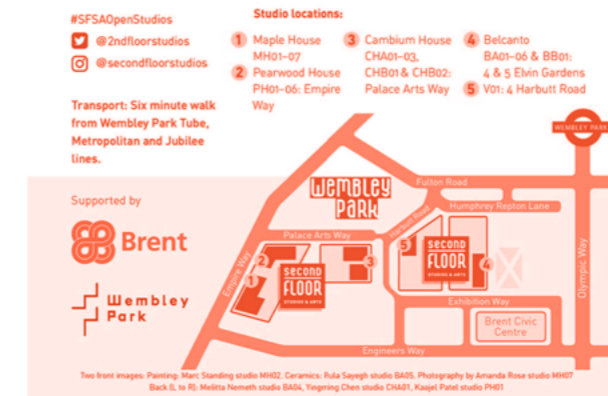 #SFSAOpenStudios
@2ndfloorstudios
@secondfloorstudios
Transport: Six minute walk
from Wembley Park Tube,
Metropolitan and Jubilee
lines.
Studio locations:
1 Maple House
MH01-07
2 Pearwood House
PH01-06: Empire
Way
3 Cambium House
CHA01-03,
CHB01 & CHB02:
Palace Arts Way
4 Belcanto
BA01-06 & BB01:
4 & 5 Elvin Gardens
5 V01: 4 Harbutt Road
Supported by
Brent
Wembley
Park
WEMBLEY PARK
Wembley
Park
Fulton Road
Humphrey Repton Lane
Harbutt Road
Palace Arts Way
Empire Way
Olympic Way
1
2
3
4
5
second
FLOOR
STUDIOS & ARTS
second
FLOOR
STUDIOS & ARTS
Exhibition Way
Brent Civic
Centre
Engineers Way
Two front images: Painting: Marc Standing studio MH02. Ceramics: Rula Sayegh studio BA05. Photography by Amanda Rose studio MH07
Back (L to R): Melitta Nemeth studio BA04, Yingming Chen studio CHA01, Kaajel Patel studio PH01